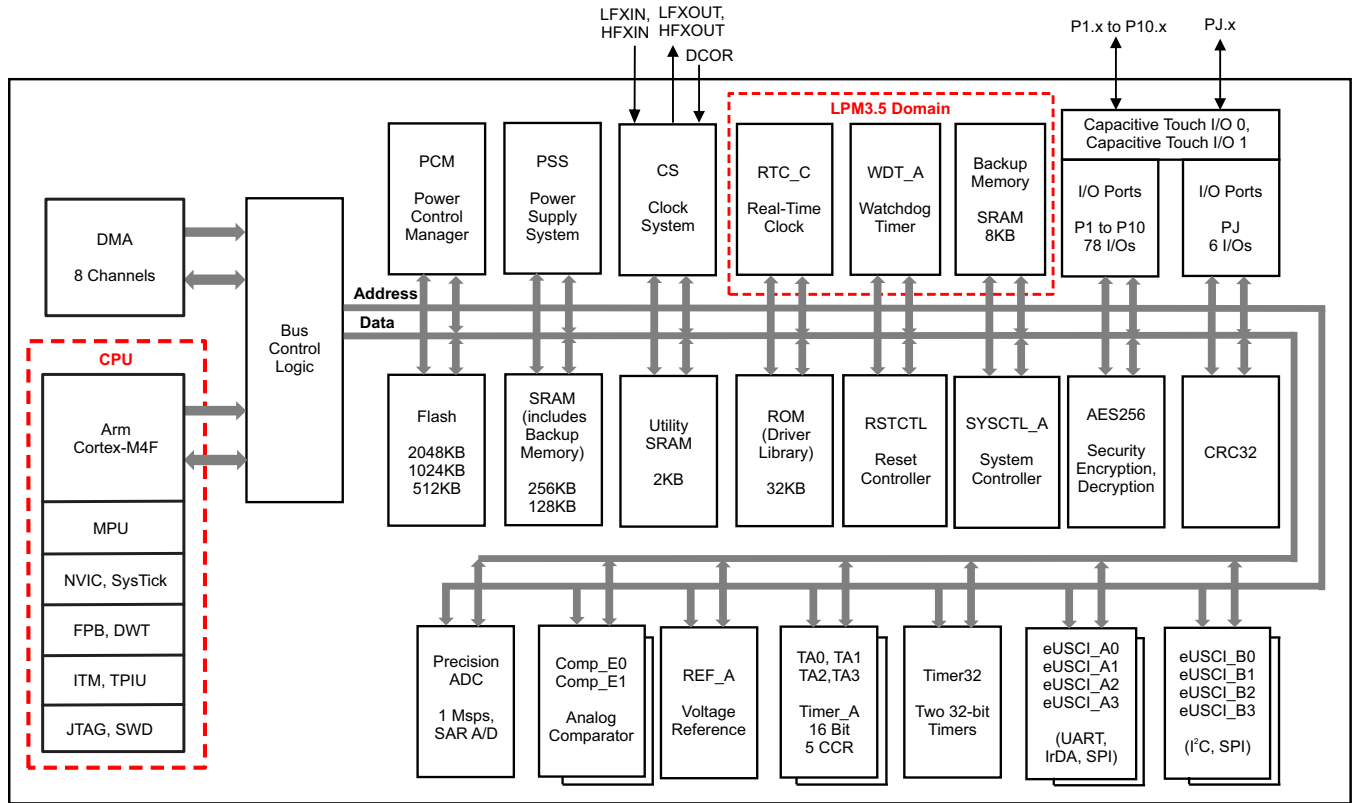 LFXIN,
HFXIN
LFXOUT,
HFXOUT
DCOR
P1.x to P10.x
PJ.x
LPM3.5 Domain
Capacitive Touch I/O 0,
Capacitive Touch I/O 1
PCM
Power
Control
Manager
PSS
Power
Supply
System
CS
Clock
System
RTC_C
Real-Time
Clock
WDT_A
Watchdog
Timer
Backup
Memory
SRAM
8KB
I/O Ports
P1 to P10
78 I/Os
I/O Ports
PJ
6 I/Os
DMA
8 Channels
Bus
Control
Logic
Address
Data
CPU
Arm
Cortex-M4F
MPU
NVIC, SysTick
FPB, DWT
ITM, TPIU
JTAG, SWD
Flash
2048KB
1024KB
512KB
SRAM
(includes
Backup
Memory)
256KB
128KB
Utility
SRAM
2KB
ROM
(Driver
Library)
32KB
RSTCTL
Reset
Controller
SYSCTL_A
System
Controller
AES256
Security
Encryption,
Decryption
CRC32
Precision
ADC
1 Msps,
SAR A/D
Comp_E0
Comp_E1
Analog
Comparator
REF_A
Voltage
Reference
TA0, TA1
TA2,TA3
Timer_A
16 Bit
5 CCR
Timer32
Two 32-bit
Timers
eUSCI_A0
eUSCI_A1
eUSCI_A2
eUSCI_A3
(UART,
IrDA, SPI)
eUSCI_B0
eUSCI_B1
eUSCI_B2
eUSCI_B3
(I²C, SPI)